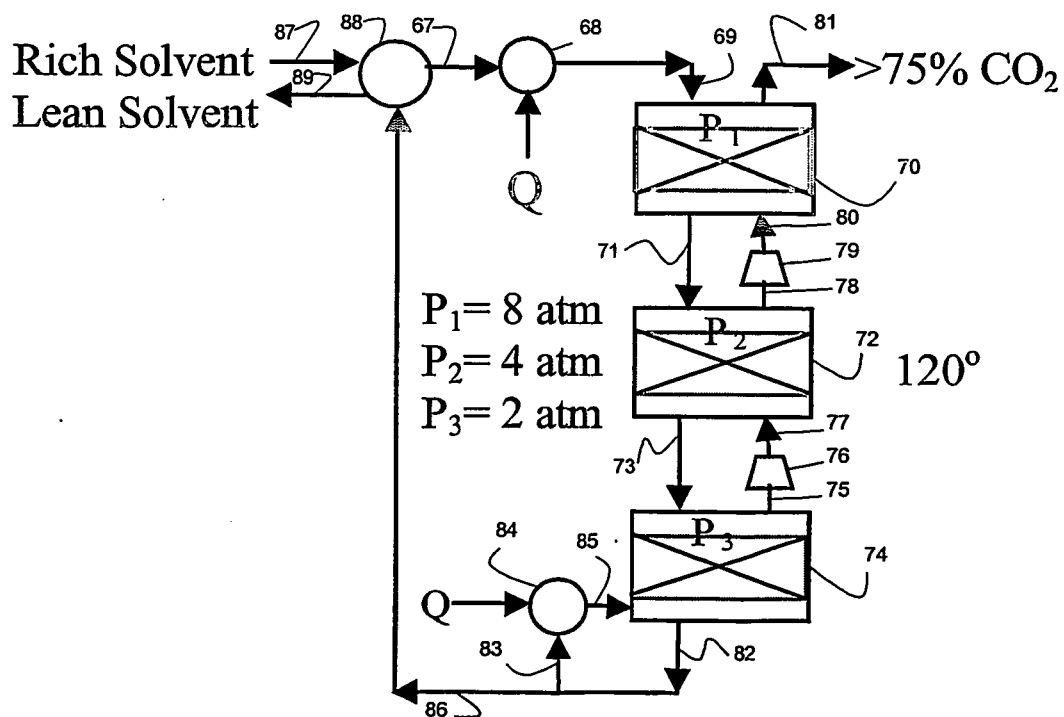 87
88
67
68
81
Rich Solvent
89
Lean Solvent
69
>75% CO₂
P₁
Q
70
80
71
79
78
P₁= 8 atm
P₂
72
P₂= 4 atm
120°
P₃= 2 atm
77
73
76
75
P₃
84
85
74
Q
83
82
86